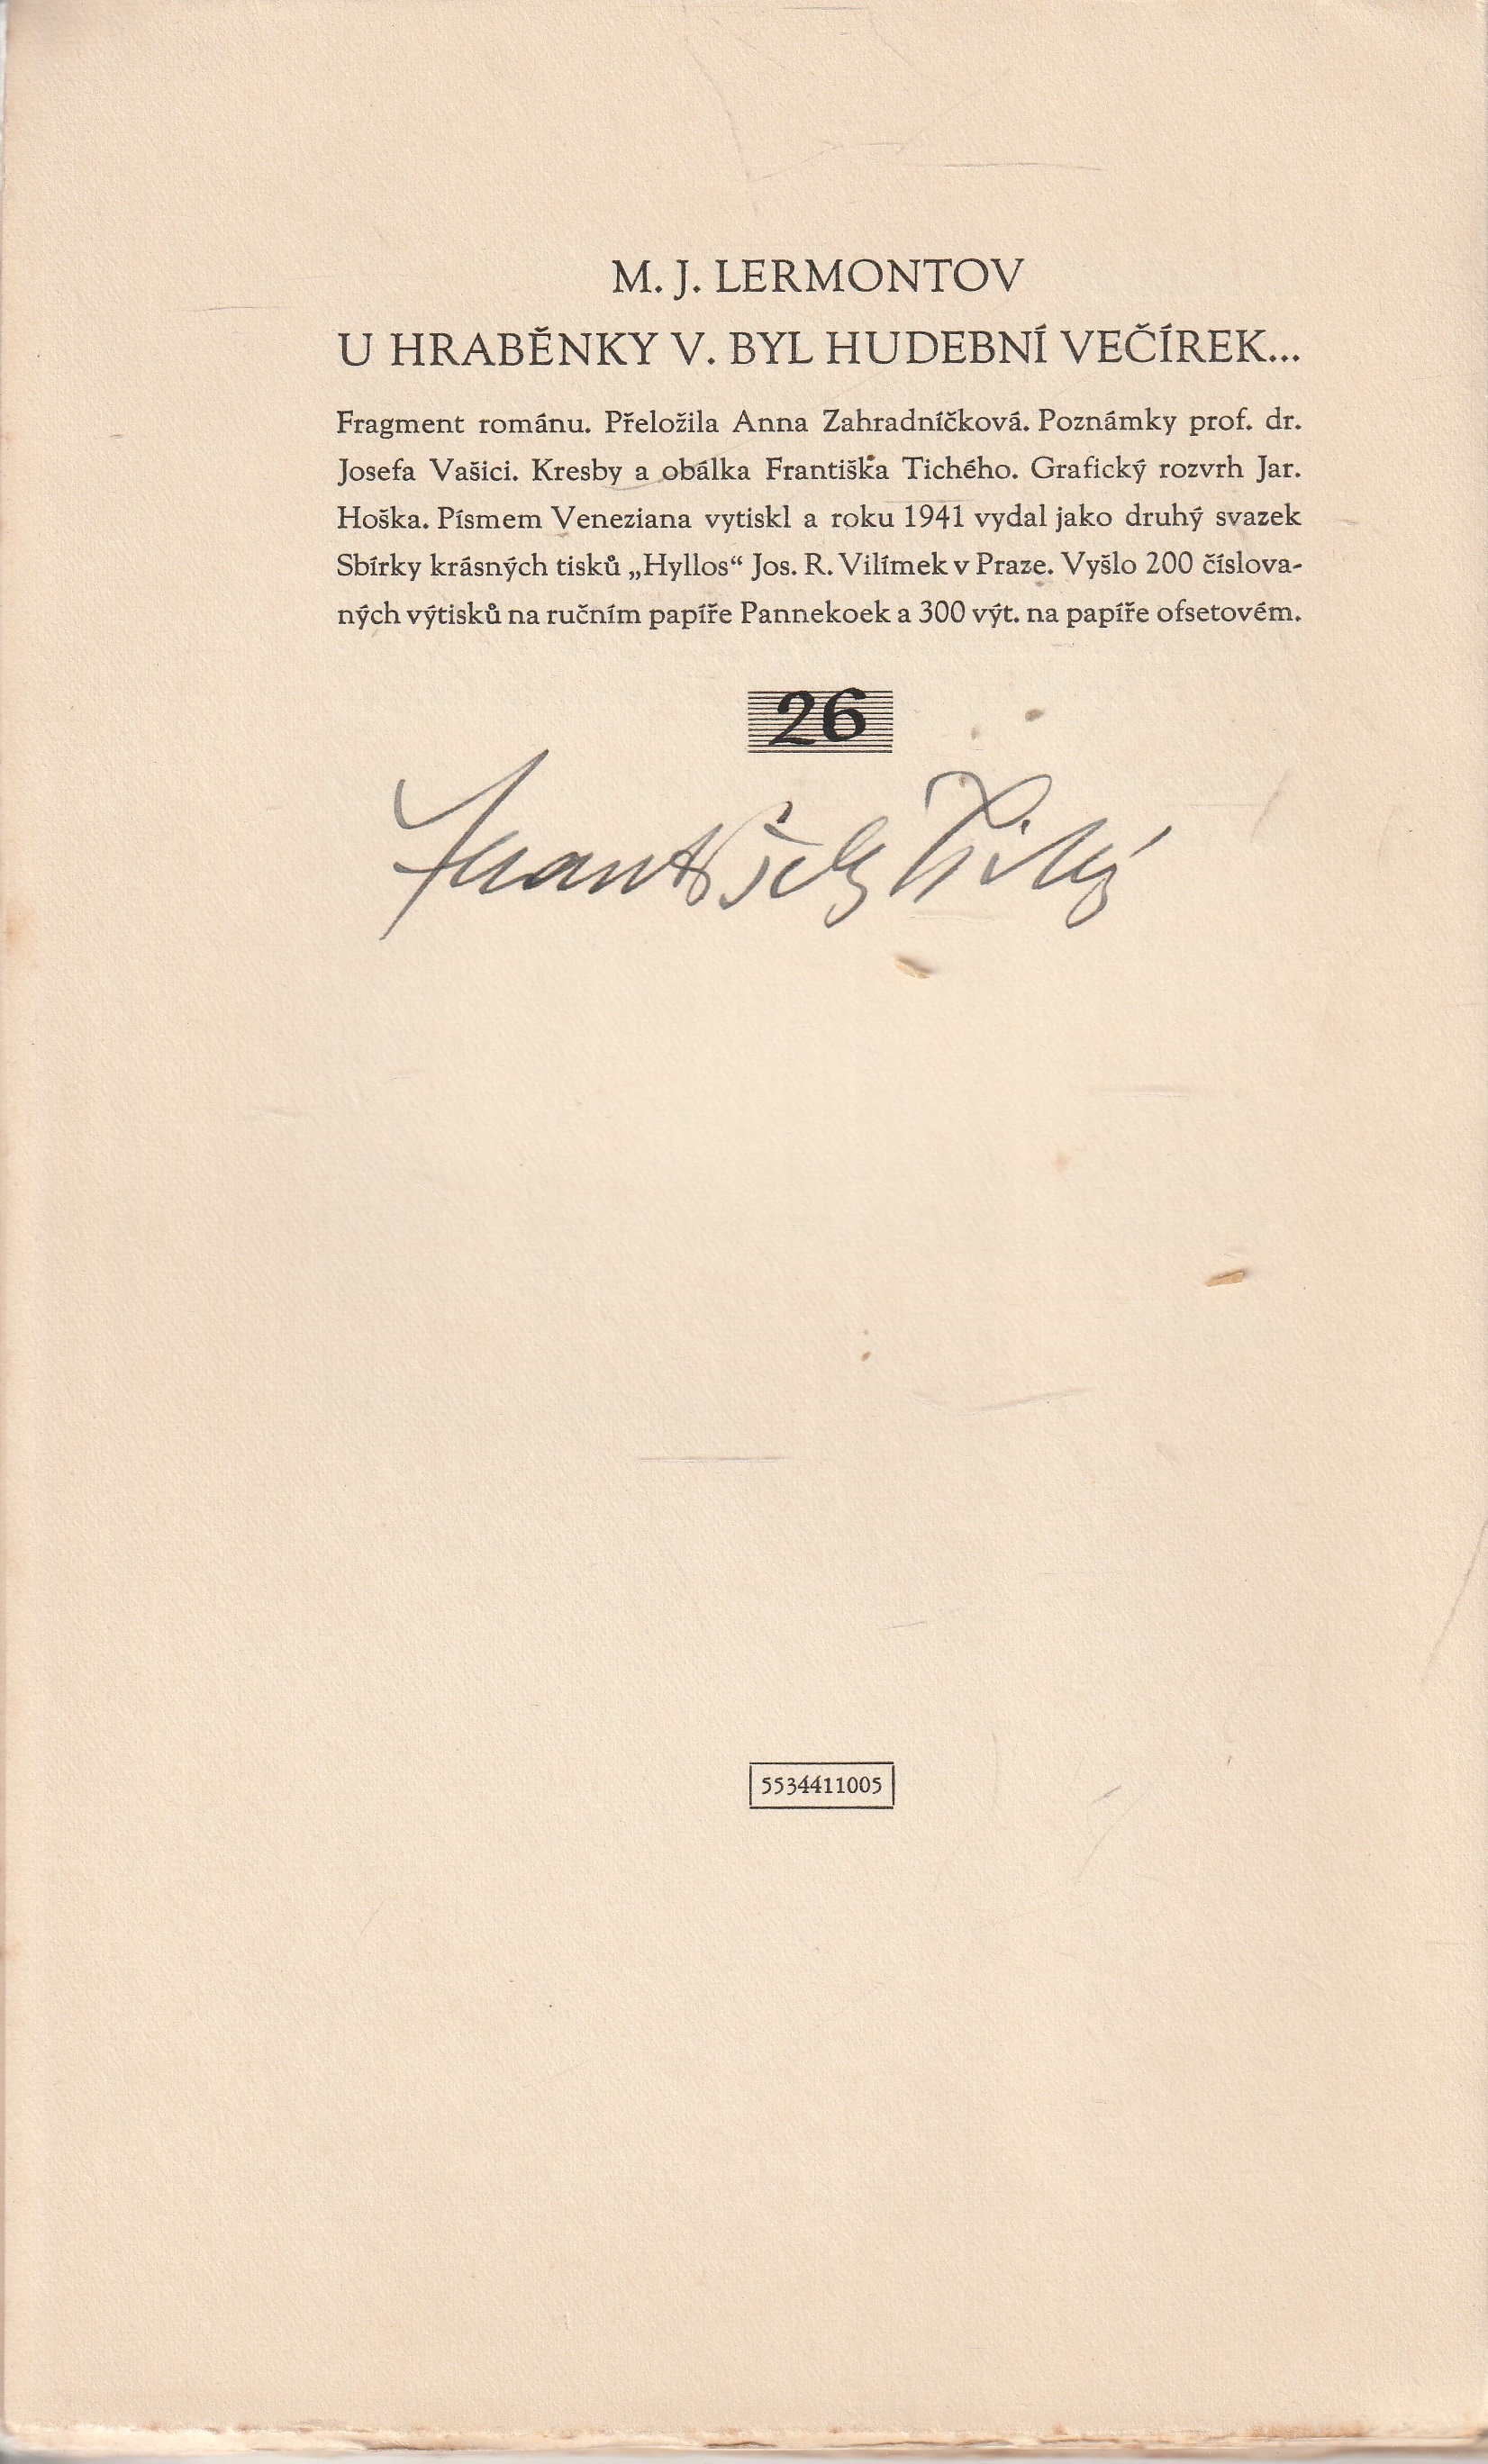 M. J. LERMONTOV
U HRABĚNKY V. BYL HUDEBNÍ VEČÍREK...
Fragment románu. Přeložila Anna Zahradníčková. Poznámky prof. dr.
Josefa Vašici. Kresby a obálka Františka Tichého. Grafický rozvrh Jar.
Hoška. Písmem Veneziana vytiskl a roku 1941 vydal jako druhý svazek
Sbírky krásných tisků „Hyllos“ Jos. R. Vilímek v Praze. Vyšlo 200 číslova-
ných výtisků na ručním papíře Pannekoek a 300 výt. na papíře ofsetovém.
26
František Tichý
5534411005